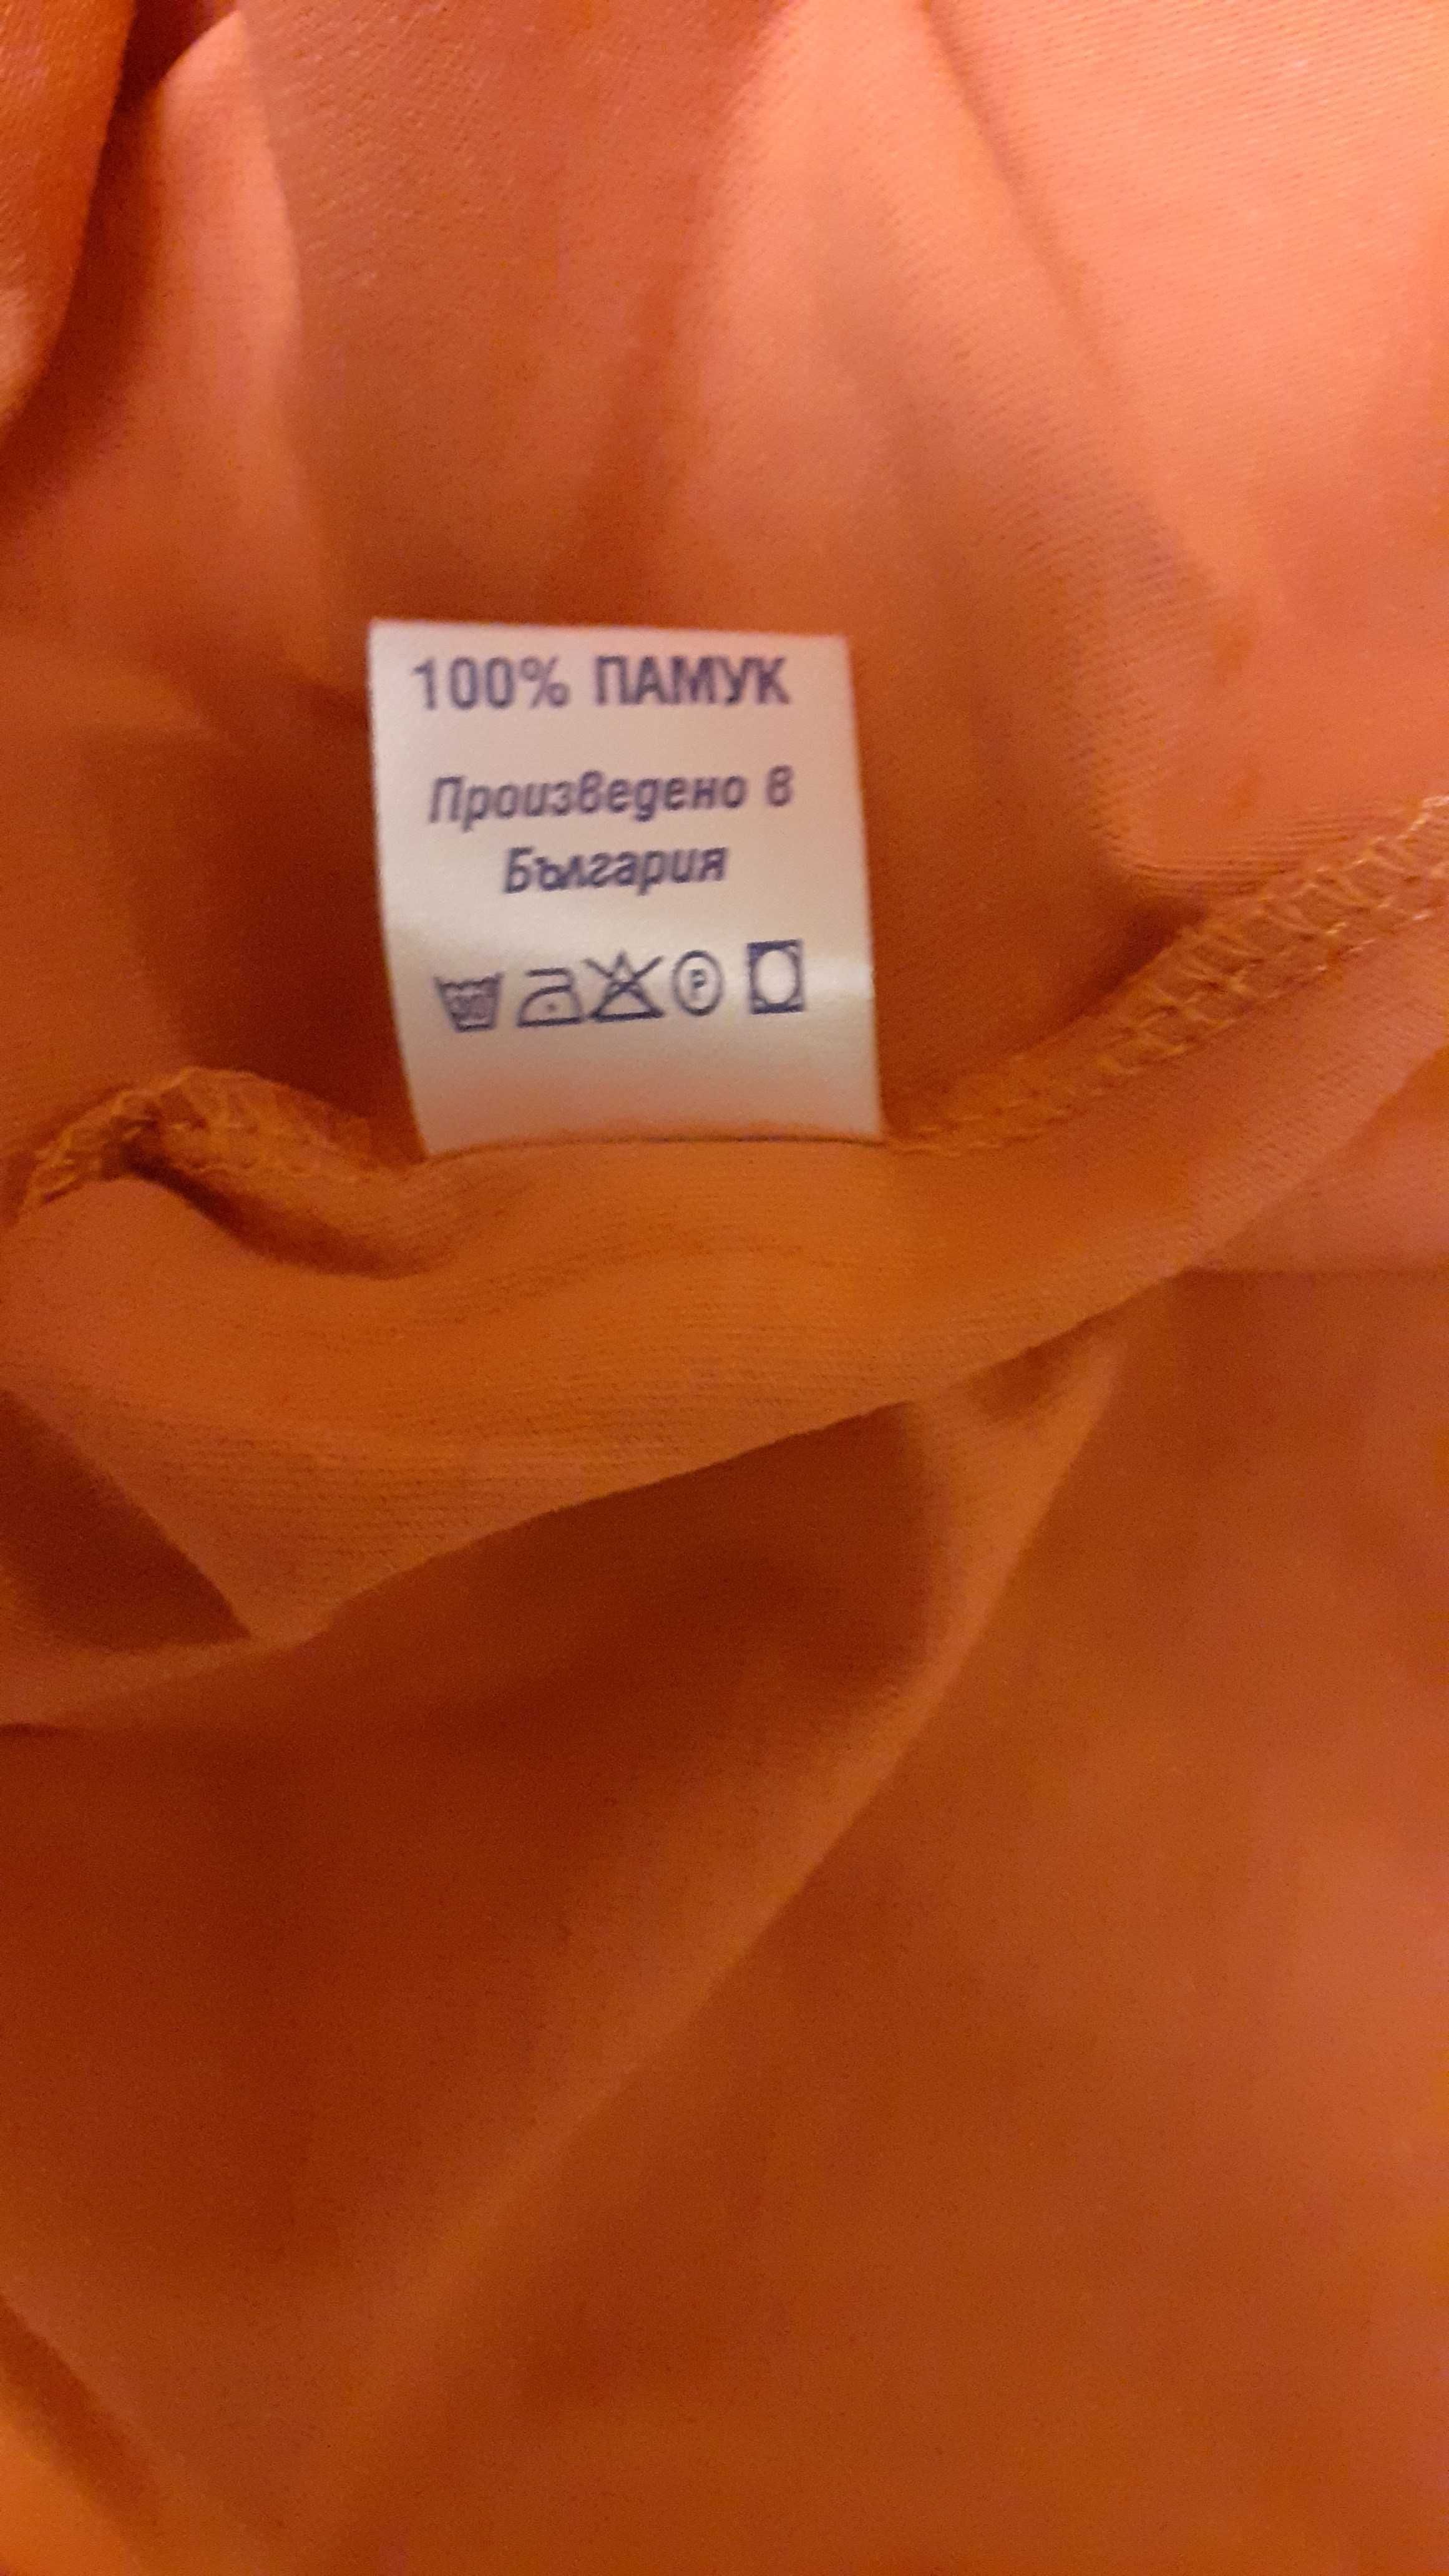 100% ПАМУК
Произведено в
България
P